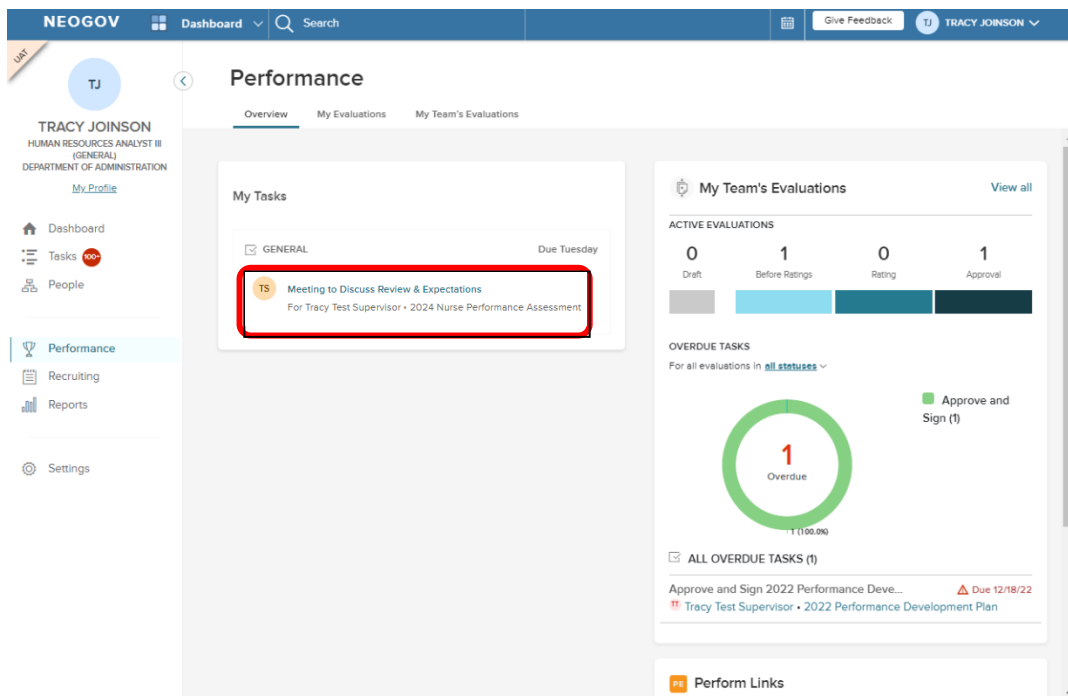 NEOGOV Dashboard Search Give Feedback TJ TRACY JOINSON
UAT
TJ
TRACY JOINSON
HUMAN RESOURCES ANALYST III
(GENERAL)
DEPARTMENT OF ADMINISTRATION
My Profile
Dashboard
Tasks 100+
People
Performance
Recruiting
Reports
Settings
Performance
Overview My Evaluations My Team's Evaluations
My Tasks
GENERAL Due Tuesday
TS Meeting to Discuss Review & Expectations
For Tracy Test Supervisor • 2024 Nurse Performance Assessment
My Team's Evaluations View all
ACTIVE EVALUATIONS
0 1 0 1
Draft Before Ratings Rating Approval
OVERDUE TASKS
For all evaluations in all statuses
Approve and
Sign (1)
1
Overdue
1 (100.0%)
ALL OVERDUE TASKS (1)
Approve and Sign 2022 Performance Deve... Due 12/18/22
TT Tracy Test Supervisor • 2022 Performance Development Plan
PE Perform Links